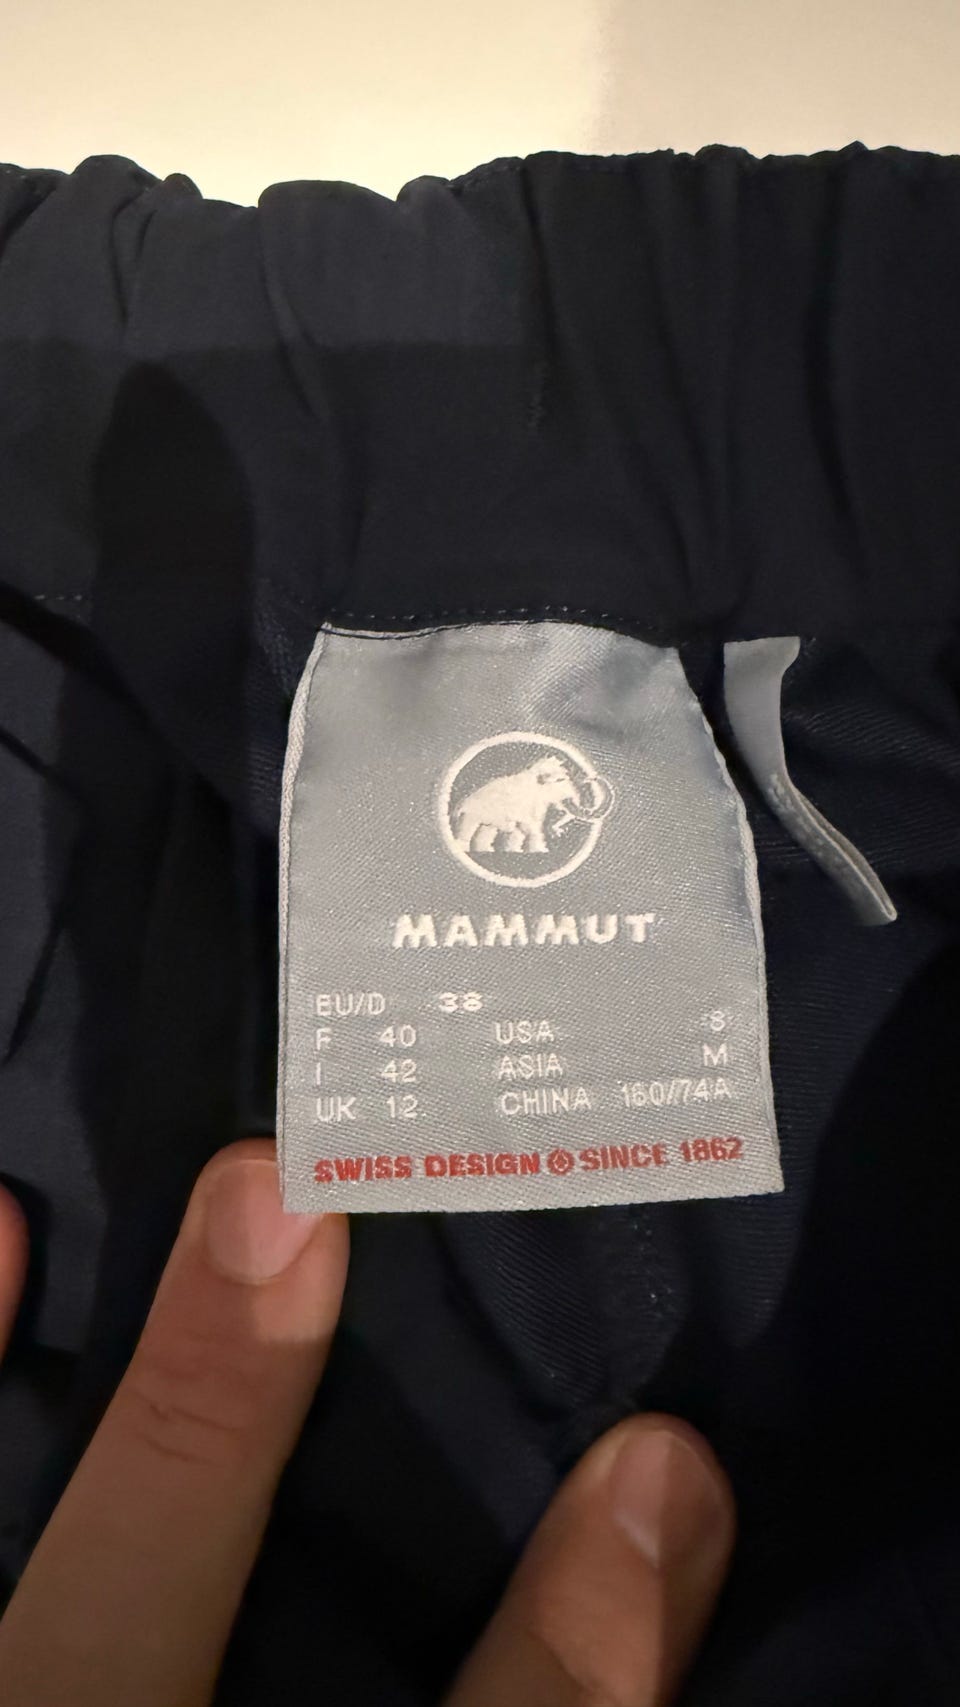 MAMMUT
EU/D 38
F 40 USA 8
I 42 ASIA M
UK 12 CHINA 160/74A
SWISS DESIGN SINCE 1862